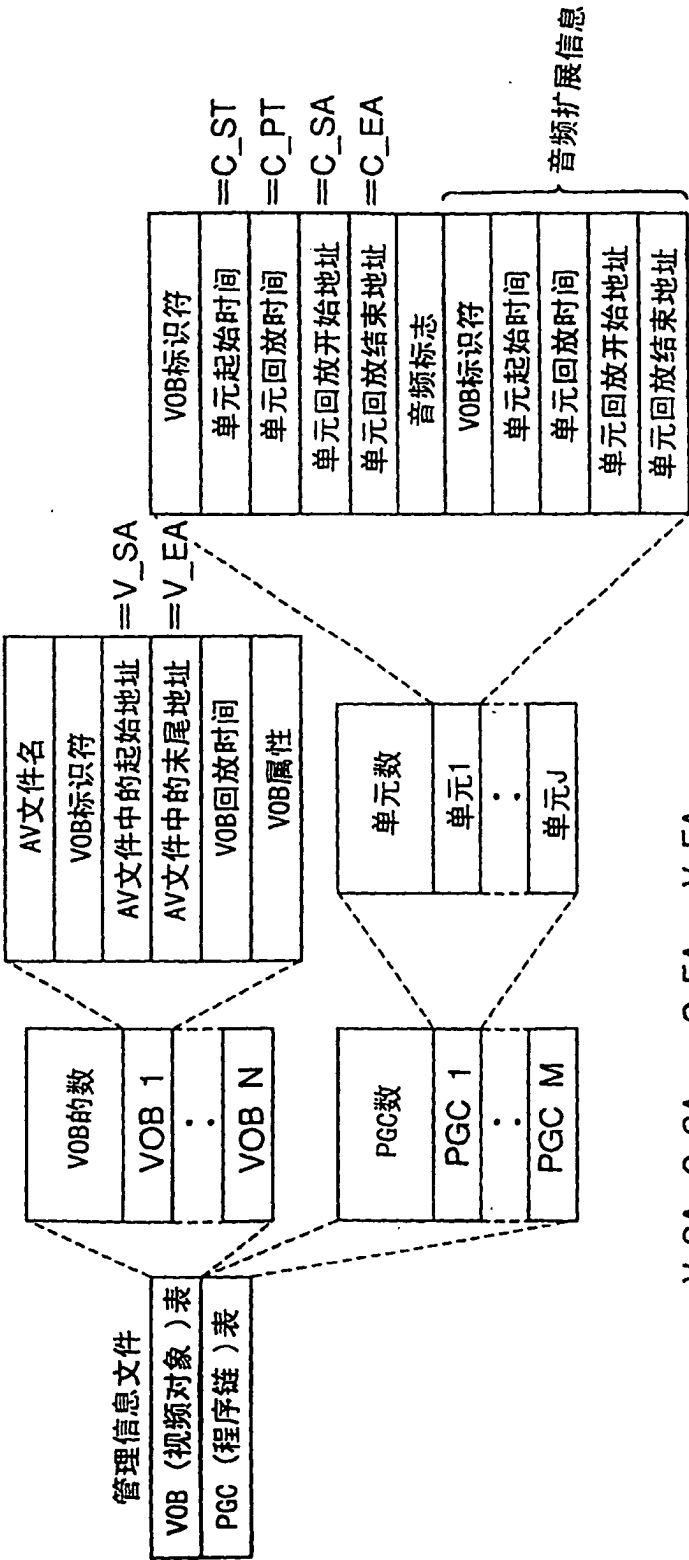 管理信息文件
VOB（视频对象）表
PGC（程序链）表
VOB的数
VOB 1
: 
VOB N
AV文件名
VOB标识符
AV文件中的起始地址 =V_SA
AV文件中的末尾地址 =V_EA
VOB回放时间
VOB属性
PGC数
PGC 1
: 
PGC M
单元数
单元1
: 
单元J
VOB标识符
单元起始时间 =C_ST
单元回放时间 =C_PT
单元回放开始地址 =C_SA
单元回放结束地址 =C_EA
音频标志
VOB标识符
单元起始时间
单元回放时间
单元回放开始地址
单元回放结束地址
音频扩展信息